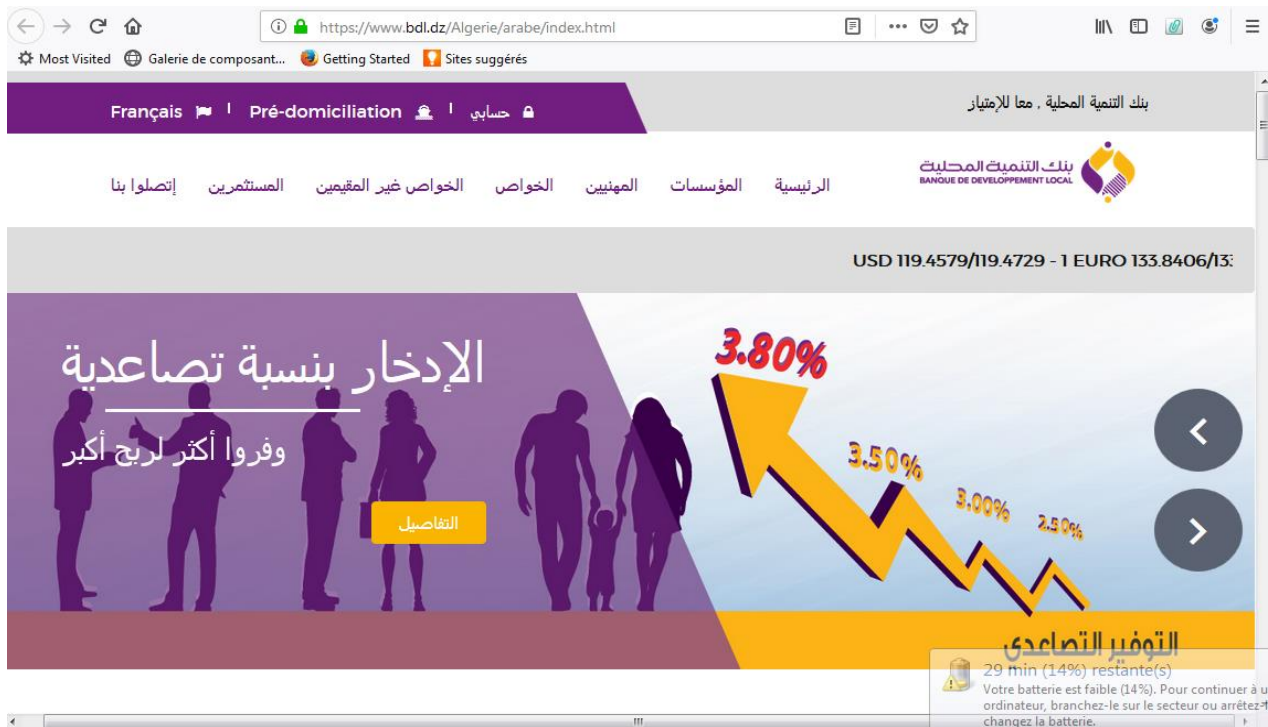 https://www.bdl.dz/Algerie/arabe/index.html
Most Visited
Galerie de composant...
Getting Started
Sites suggérés
بنك التنمية المحلية , معا للإمتياز
حسابي
Pré-domiciliation
Français
بنك التنمية المحلية
BANQUE DE DEVELOPPEMENT LOCAL
الرئيسية المؤسسات المهنيين الخواص الخواص غير المقيمين المستثمرين إتصلوا بنا
USD 119.4579/119.4729 - 1 EURO 133.8406/13
الإدخار بنسبة تصاعدية
وفروا أكثر لربح أكبر
التفاصيل
3.80%
3.50%
3.00%
2.50%
التوفير التصاعدي
29 min (14%) restante(s)
Votre batterie est faible (14%). Pour continuer à
ordinateur, branchez-le sur le secteur ou arrêtez-
changez la batterie.